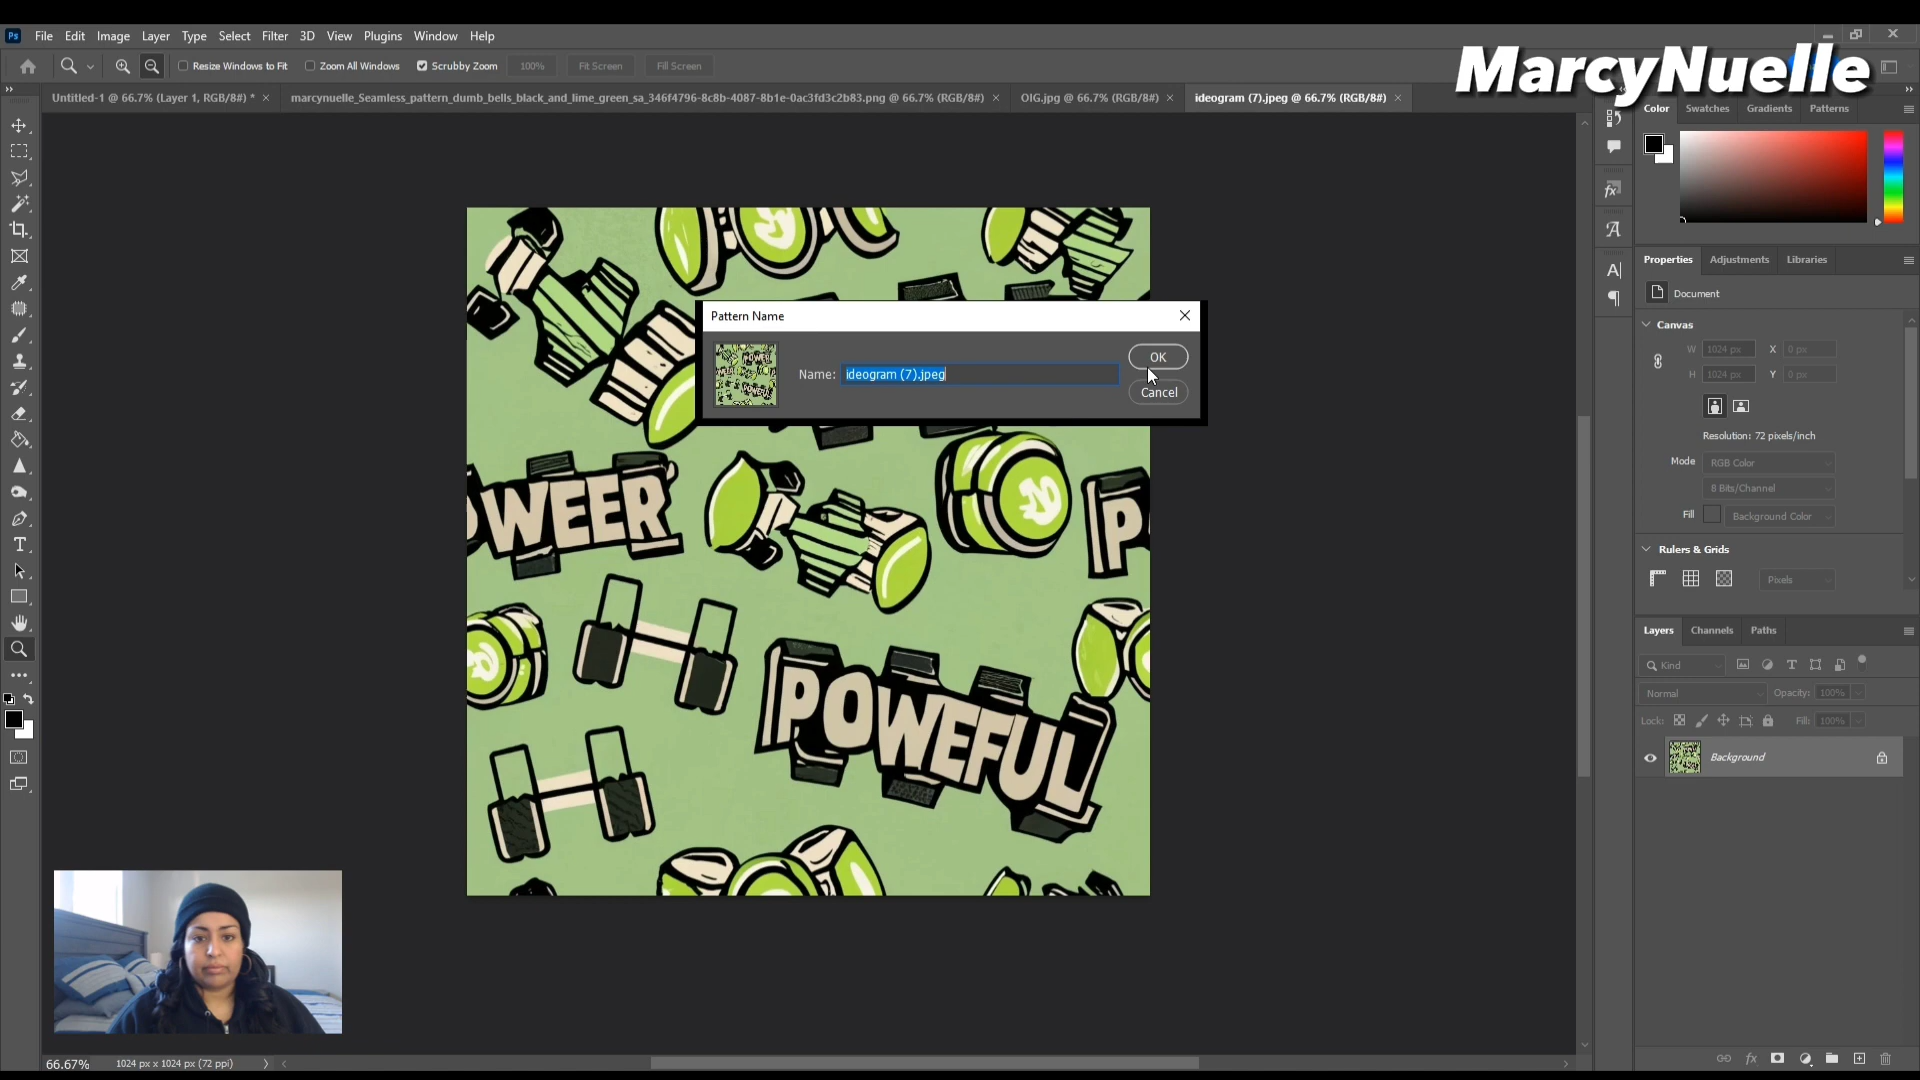 MarcyNuelle
Ps File Edit Image Layer Type Select Filter 3D View Plugins Window Help
Resize Windows to Fit Zoom All Windows Scrubby Zoom 100% Fit Screen Fill Screen
Untitled-1 @ 66.7% (Layer 1, RGB/8#) * × marcynuelle_Seamless_pattern_dumb_bells_black_and_lime_green_sa_346f4796-8c8b-4087-8b1e-0ac3fd3c2b83.png @ 66.7% (RGB/8#) × OIG.jpg @ 66.7% (RGB/8#) × ideogram (7).jpeg @ 66.7% (RGB/8#) ×
Color Swatches Gradients Patterns
Properties Adjustments Libraries
Document
Canvas
W 1024 px X 0 px
H 1024 px Y 0 px
Resolution: 72 pixels/inch
Mode RGB Color
8 Bits/Channel
Fill Background Color
Rulers & Grids
Pixels
Layers Channels Paths
Kind
Normal Opacity: 100%
Lock: Fill: 100%
Background
Pattern Name
Name: ideogram (7).jpeg
OK
Cancel
OWEER
P
POWEFUL
66.67% 1024 px x 1024 px (72 ppi)